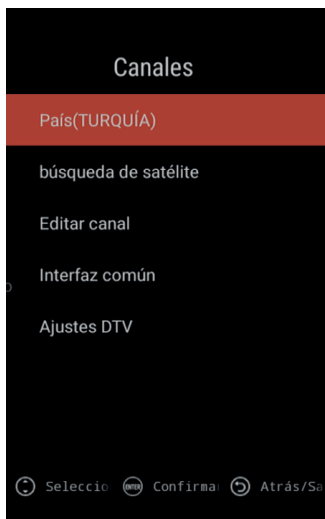 Canales
País(TURQUÍA)
búsqueda de satélite
Editar canal
Interfaz común
Ajustes DTV
Seleccio ENTER Confirma Atrás/Sa